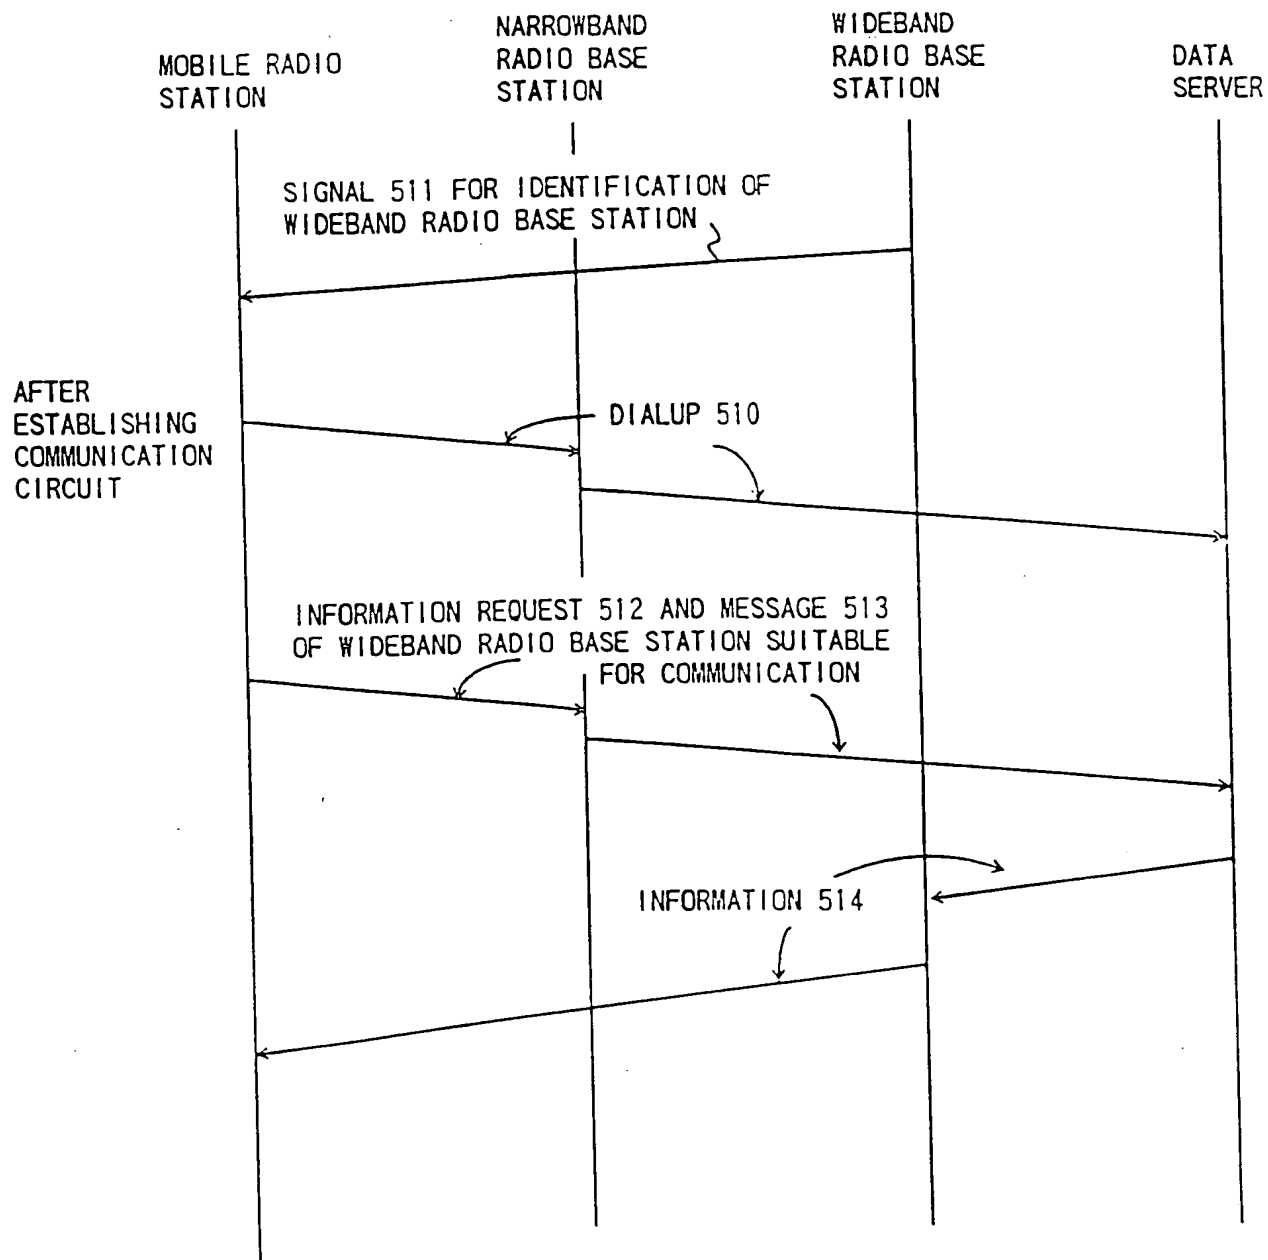 MOBILE RADIO
STATION
NARROWBAND
RADIO BASE
STATION
WIDEBAND
RADIO BASE
STATION
DATA
SERVER
SIGNAL 511 FOR IDENTIFICATION OF
WIDEBAND RADIO BASE STATION
AFTER
ESTABLISHING
COMMUNICATION
CIRCUIT
DIALUP 510
INFORMATION REQUEST 512 AND MESSAGE 513
OF WIDEBAND RADIO BASE STATION SUITABLE
FOR COMMUNICATION
INFORMATION 514